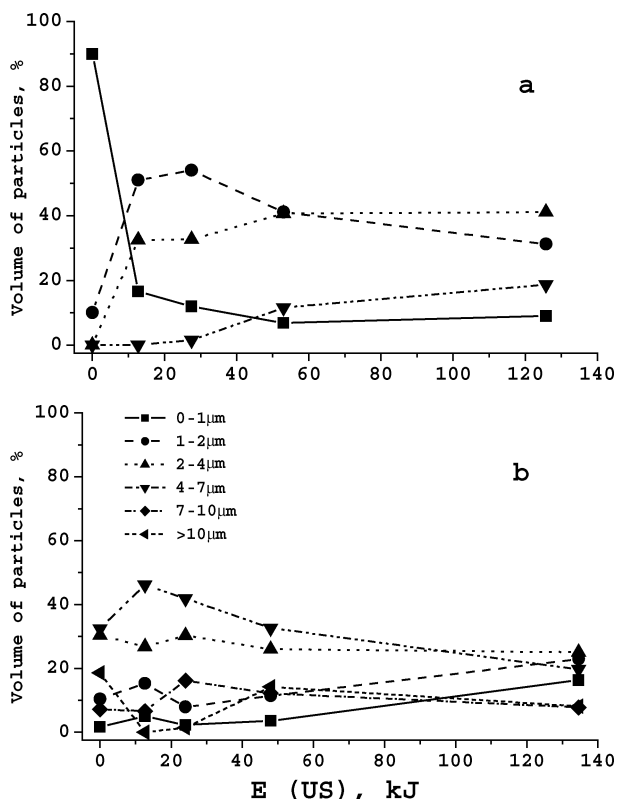 100
80
60
40
20
0
Volume of particles, %
a
0 20 40 60 80 100 120 140
100
80
60
40
20
0
Volume of particles, %
0-1μm
1-2μm
2-4μm
4-7μm
7-10μm
>10μm
b
0 20 40 60 80 100 120 140
E (US), kJ